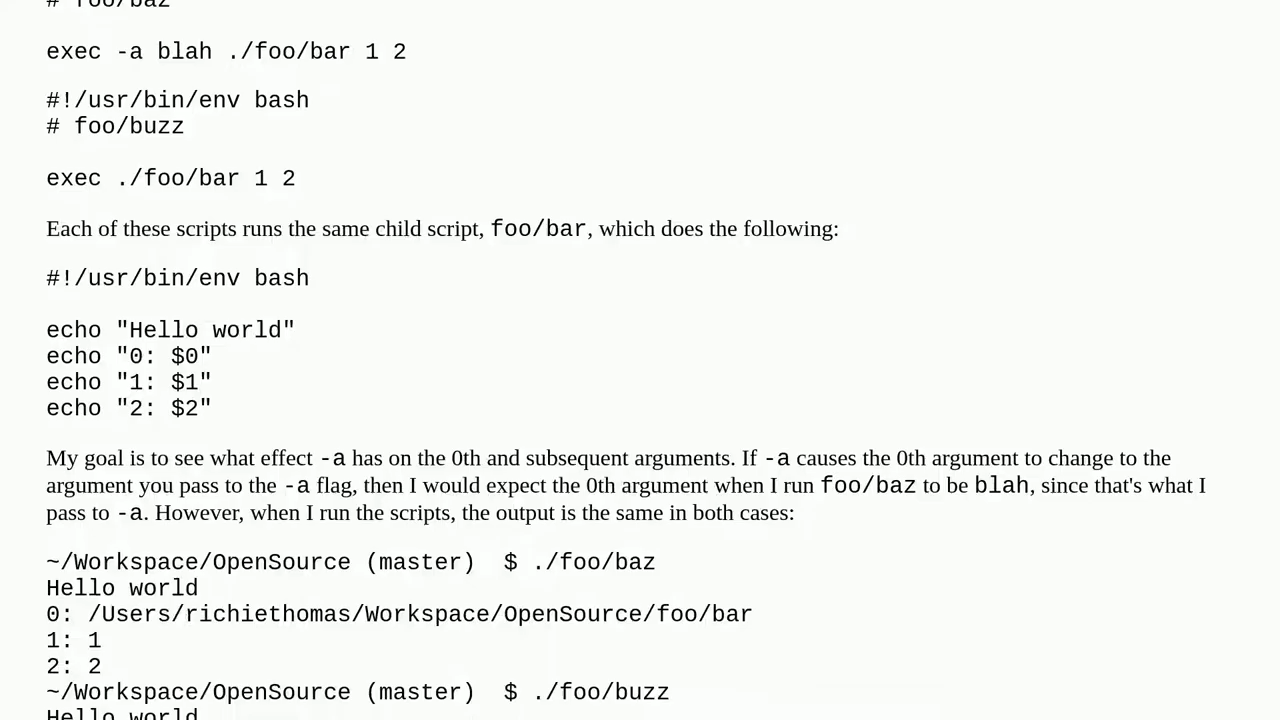 # foo/baz
exec -a blah ./foo/bar 1 2
#!/usr/bin/env bash
# foo/buzz
exec ./foo/bar 1 2
Each of these scripts runs the same child script, foo/bar, which does the following:
#!/usr/bin/env bash
echo "Hello world"
echo "0: $0"
echo "1: $1"
echo "2: $2"
My goal is to see what effect -a has on the 0th and subsequent arguments. If -a causes the 0th argument to change to the
argument you pass to the -a flag, then I would expect the 0th argument when I run foo/baz to be blah, since that's what I
pass to -a. However, when I run the scripts, the output is the same in both cases:
~/Workspace/OpenSource (master)  $ ./foo/baz
Hello world
0: /Users/richiethomas/Workspace/OpenSource/foo/bar
1: 1
2: 2
~/Workspace/OpenSource (master)  $ ./foo/buzz
Hello world